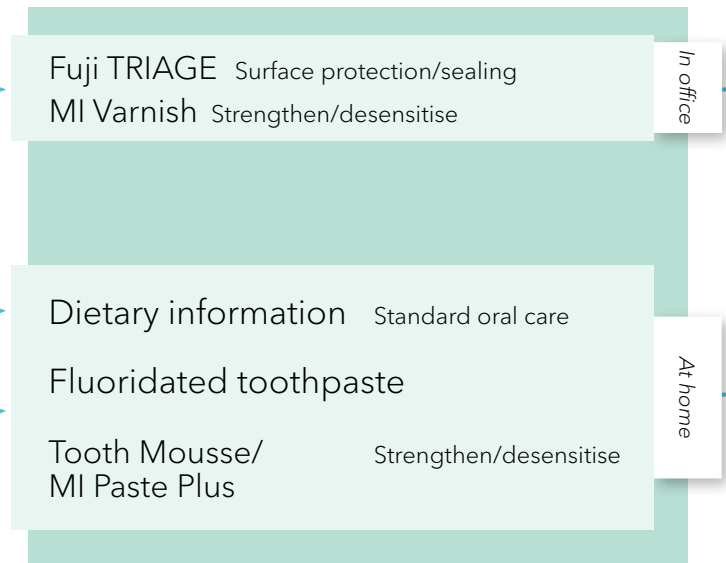 Fuji TRIAGE Surface protection/sealing
MI Varnish Strengthen/desensitise
In office
Dietary information Standard oral care
Fluoridated toothpaste
Tooth Mousse/ Strengthen/desensitise
MI Paste Plus
At home